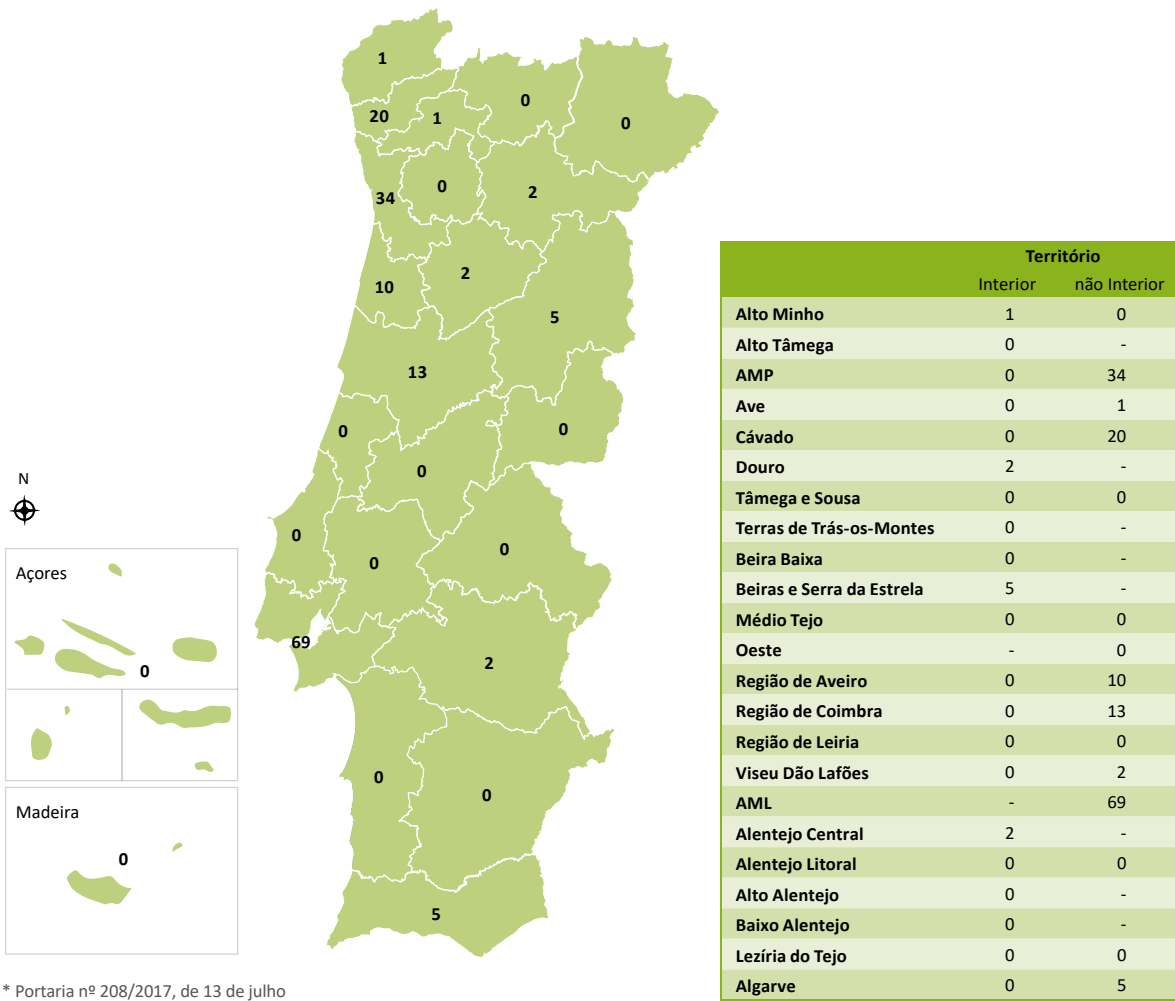 1
0
20
1
0
0
34
2
2
10
5
13
0
0
0
N
0
0
0
Açores
69
0
2
0
0
Madeira
0
5
Território
Interior não Interior
Alto Minho 1 0
Alto Tâmega 0 -
AMP 0 34
Ave 0 1
Cávado 0 20
Douro 2 -
Tâmega e Sousa 0 0
Terras de Trás-os-Montes 0 -
Beira Baixa 0 -
Beiras e Serra da Estrela 5 -
Médio Tejo 0 0
Oeste - 0
Região de Aveiro 0 10
Região de Coimbra 0 13
Região de Leiria 0 0
Viseu Dão Lafões 0 2
AML - 69
Alentejo Central 2 -
Alentejo Litoral 0 0
Alto Alentejo 0 -
Baixo Alentejo 0 -
Lezíria do Tejo 0 0
Algarve 0 5
* Portaria nº 208/2017, de 13 de julho